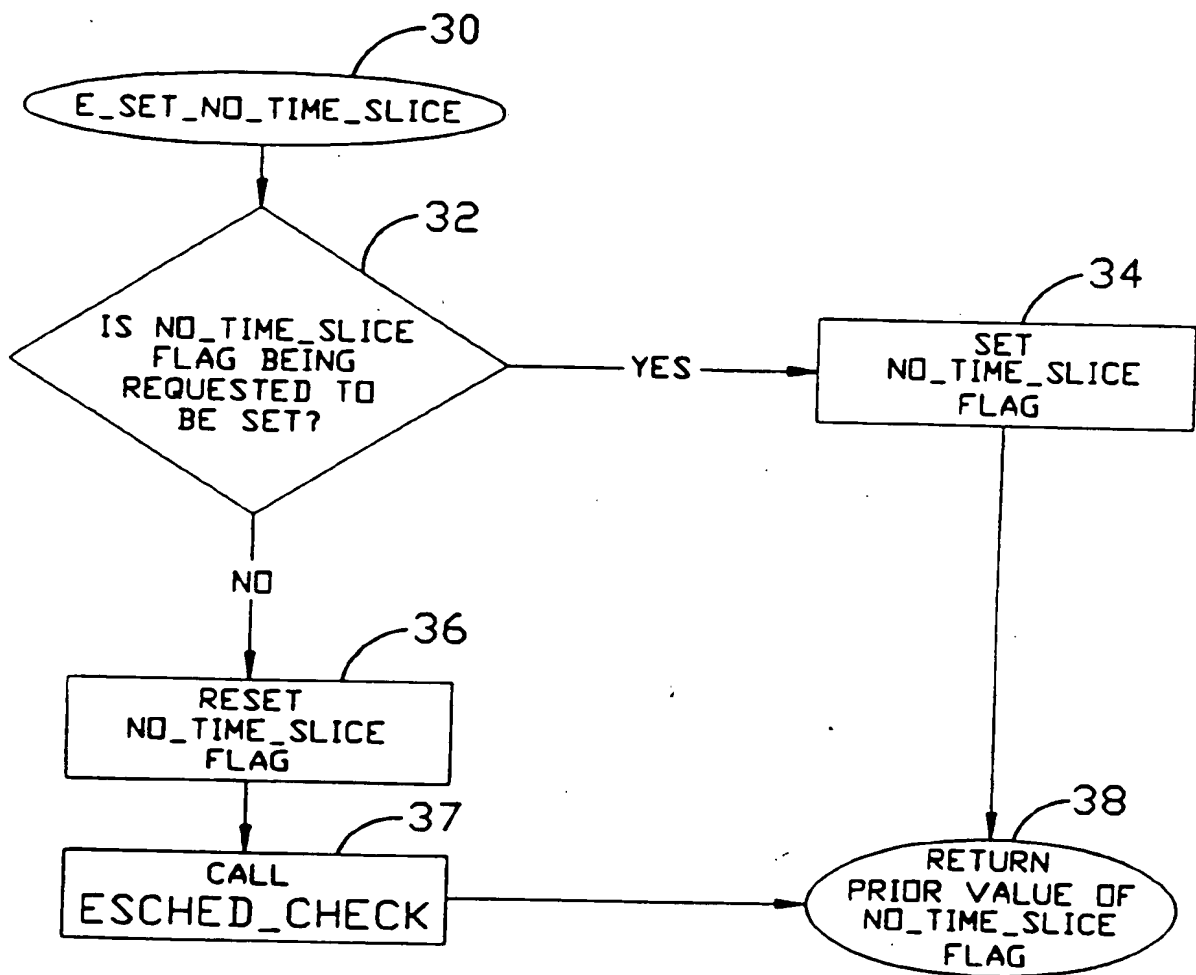 30
E_SET_NO_TIME_SLICE
32
IS NO_TIME_SLICE
FLAG BEING
REQUESTED TO
BE SET?
YES
34
SET
NO_TIME_SLICE
FLAG
NO
36
RESET
NO_TIME_SLICE
FLAG
37
CALL
ESCHED_CHECK
38
RETURN
PRIOR VALUE OF
NO_TIME_SLICE
FLAG